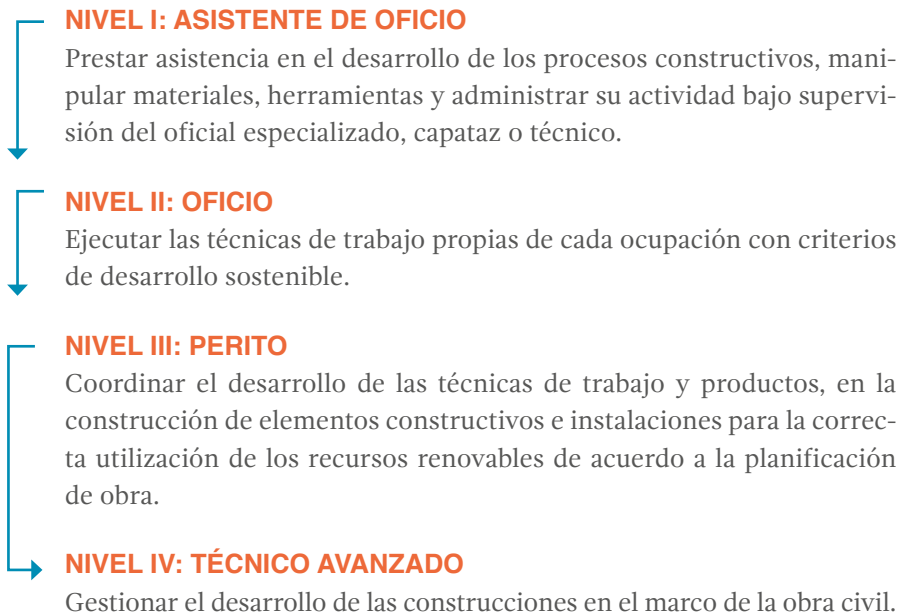 NIVEL I: ASISTENTE DE OFICIO
Prestar asistencia en el desarrollo de los procesos constructivos, mani-
pular materiales, herramientas y administrar su actividad bajo supervi-
sión del oficial especializado, capataz o técnico.
NIVEL II: OFICIO
Ejecutar las técnicas de trabajo propias de cada ocupación con criterios
de desarrollo sostenible.
NIVEL III: PERITO
Coordinar el desarrollo de las técnicas de trabajo y productos, en la
construcción de elementos constructivos e instalaciones para la correc-
ta utilización de los recursos renovables de acuerdo a la planificación
de obra.
NIVEL IV: TÉCNICO AVANZADO
Gestionar el desarrollo de las construcciones en el marco de la obra civil.